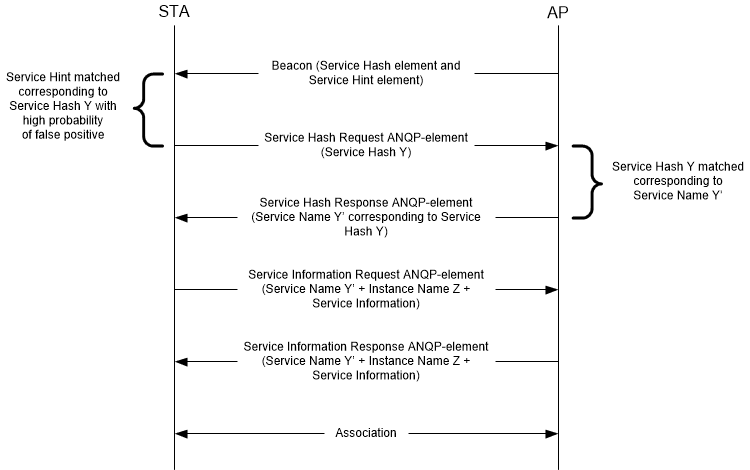 STA
AP
Beacon (Service Hash element and
Service Hint element)
Service Hint matched
corresponding to
Service Hash Y with
high probability
of false positive
Service Hash Request ANQP-element
(Service Hash Y)
Service Hash Y matched
corresponding to
Service Name Y’
Service Hash Response ANQP-element
(Service Name Y’ corresponding to Service
Hash Y)
Service Information Request ANQP-element
(Service Name Y’ + Instance Name Z +
Service Information)
Service Information Response ANQP-element
(Service Name Y’ + Instance Name Z +
Service Information)
Association